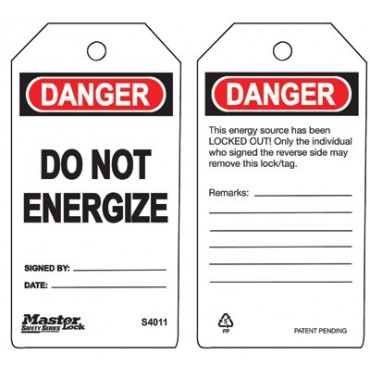 DANGER
DO NOT
ENERGIZE
SIGNED BY:
DATE:
Master Lock
SAFETY SERIES
S4011
DANGER
This energy source has been
LOCKED OUT! Only the individual
who signed the reverse side may
remove this lock/tag.
Remarks:
5
PP
PATENT PENDING